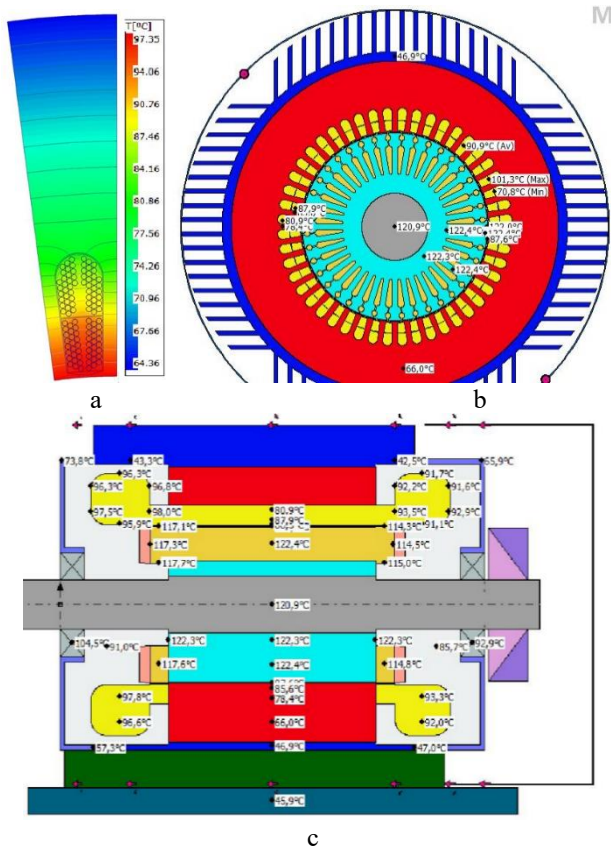 T[ºC]
97.35
94.06
90.76
87.46
84.16
80.86
77.56
74.26
70.96
67.66
64.36
a
M
46,9°C
90,9°C (Av)
101,3°C (Max)
70,8°C (Min)
87,9°C
80,9°C
78,4°C
120,9°C
122,4°C
122,0°C
122,4°C
87,6°C
122,3°C
122,4°C
66,0°C
b
73,8°C
43,3°C
42,5°C
65,9°C
96,3°C
91,7°C
96,3°C
96,8°C
92,2°C
91,6°C
97,5°C
98,0°C
80,9°C
93,5°C
92,9°C
95,9°C
117,1°C
87,9°C
114,3°C
91,1°C
117,3°C
122,4°C
114,5°C
117,7°C
115,0°C
120,9°C
104,5°C
91,0°C
122,3°C
122,3°C
122,3°C
85,7°C
92,9°C
117,6°C
122,4°C
114,8°C
97,8°C
85,6°C
78,4°C
93,3°C
96,6°C
66,0°C
92,0°C
57,3°C
46,9°C
47,0°C
45,9°C
c